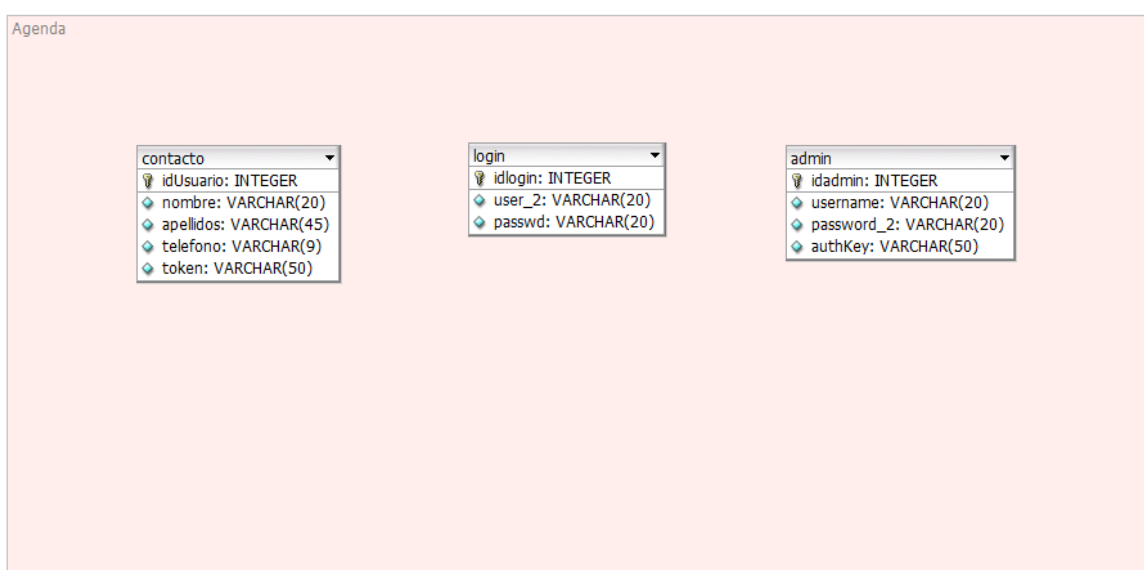 Agenda
contacto
idUsuario: INTEGER
nombre: VARCHAR(20)
apellidos: VARCHAR(45)
telefono: VARCHAR(9)
token: VARCHAR(50)
login
idlogin: INTEGER
user_2: VARCHAR(20)
passwd: VARCHAR(20)
admin
idadmin: INTEGER
username: VARCHAR(20)
password_2: VARCHAR(20)
authKey: VARCHAR(50)